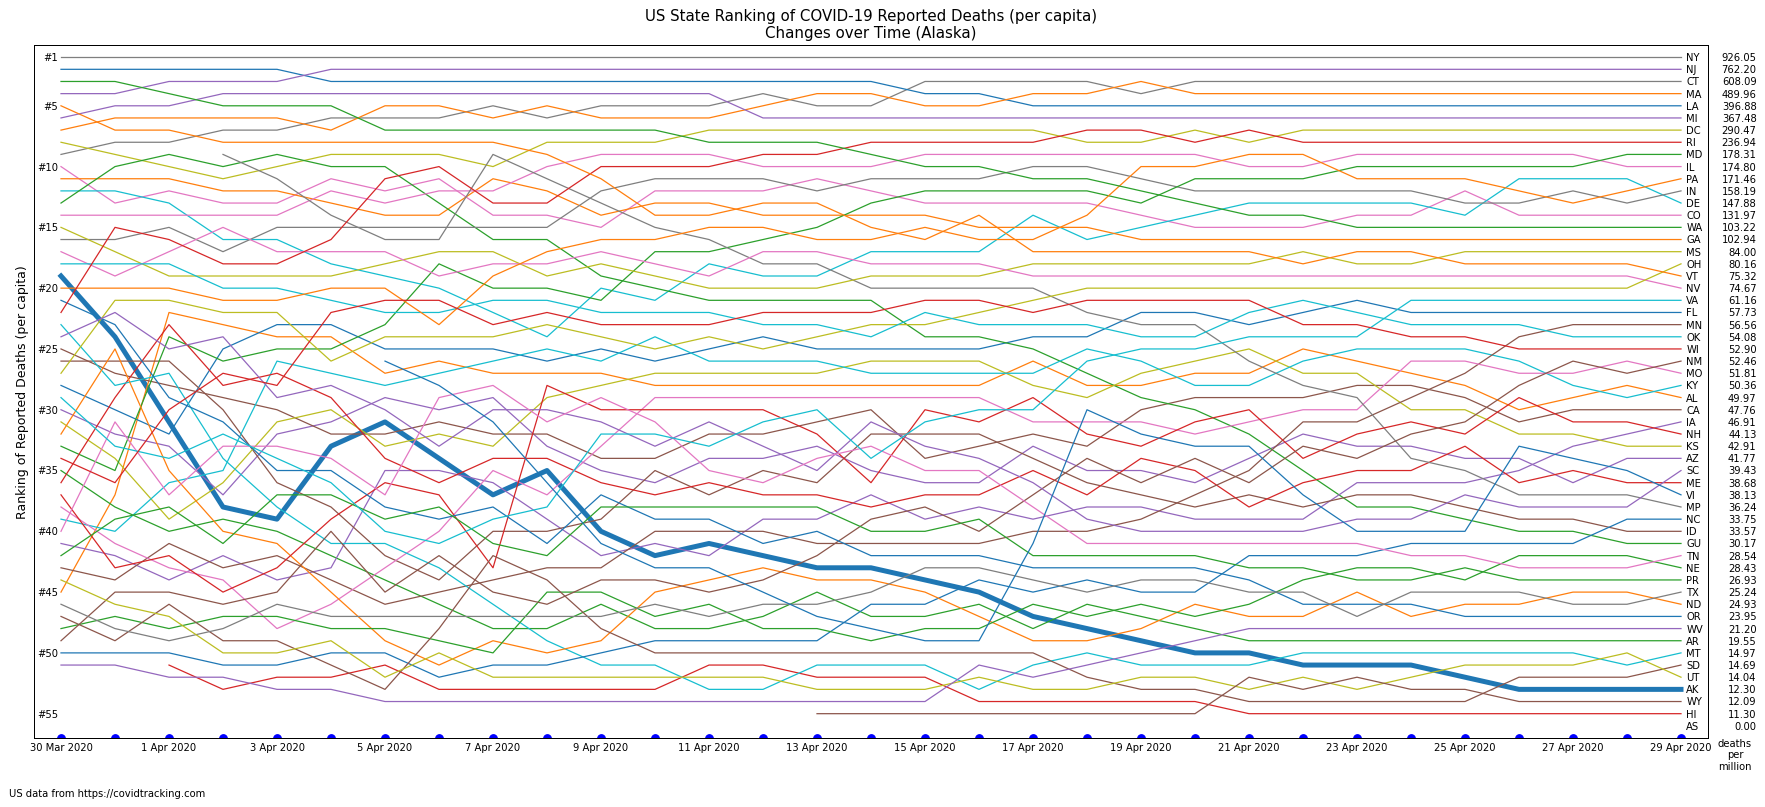 US State Ranking of COVID-19 Reported Deaths (per capita)
Changes over Time (Alaska)
Ranking of Reported Deaths (per capita)
#1
#5
#10
#15
#20
#25
#30
#35
#40
#45
#50
#55
NY 926.05
NJ 762.20
CT 608.09
MA 489.96
LA 396.88
MI 367.48
DC 290.47
RI 236.94
MD 178.31
IL 174.80
PA 171.46
IN 158.19
DE 147.88
CO 131.97
WA 103.22
GA 102.94
MS 84.00
OH 80.16
VT 75.32
NV 74.67
VA 61.16
FL 57.73
MN 56.56
OK 54.08
WI 52.90
NM 52.46
MO 51.81
KY 50.36
AL 49.97
CA 47.76
IA 46.91
NH 44.13
KS 42.91
AZ 41.77
SC 39.43
ME 38.68
VI 38.13
MP 36.24
NC 33.75
ID 33.57
GU 30.17
TN 28.54
NE 28.43
PR 26.93
TX 25.24
ND 24.93
OR 23.95
WV 21.20
AR 19.55
MT 14.97
SD 14.69
UT 14.04
AK 12.30
WY 12.09
HI 11.30
AS 0.00
30 Mar 2020 1 Apr 2020 3 Apr 2020 5 Apr 2020 7 Apr 2020 9 Apr 2020 11 Apr 2020 13 Apr 2020 15 Apr 2020 17 Apr 2020 19 Apr 2020 21 Apr 2020 23 Apr 2020 25 Apr 2020 27 Apr 2020 29 Apr 2020
deaths
per
million
US data from https://covidtracking.com